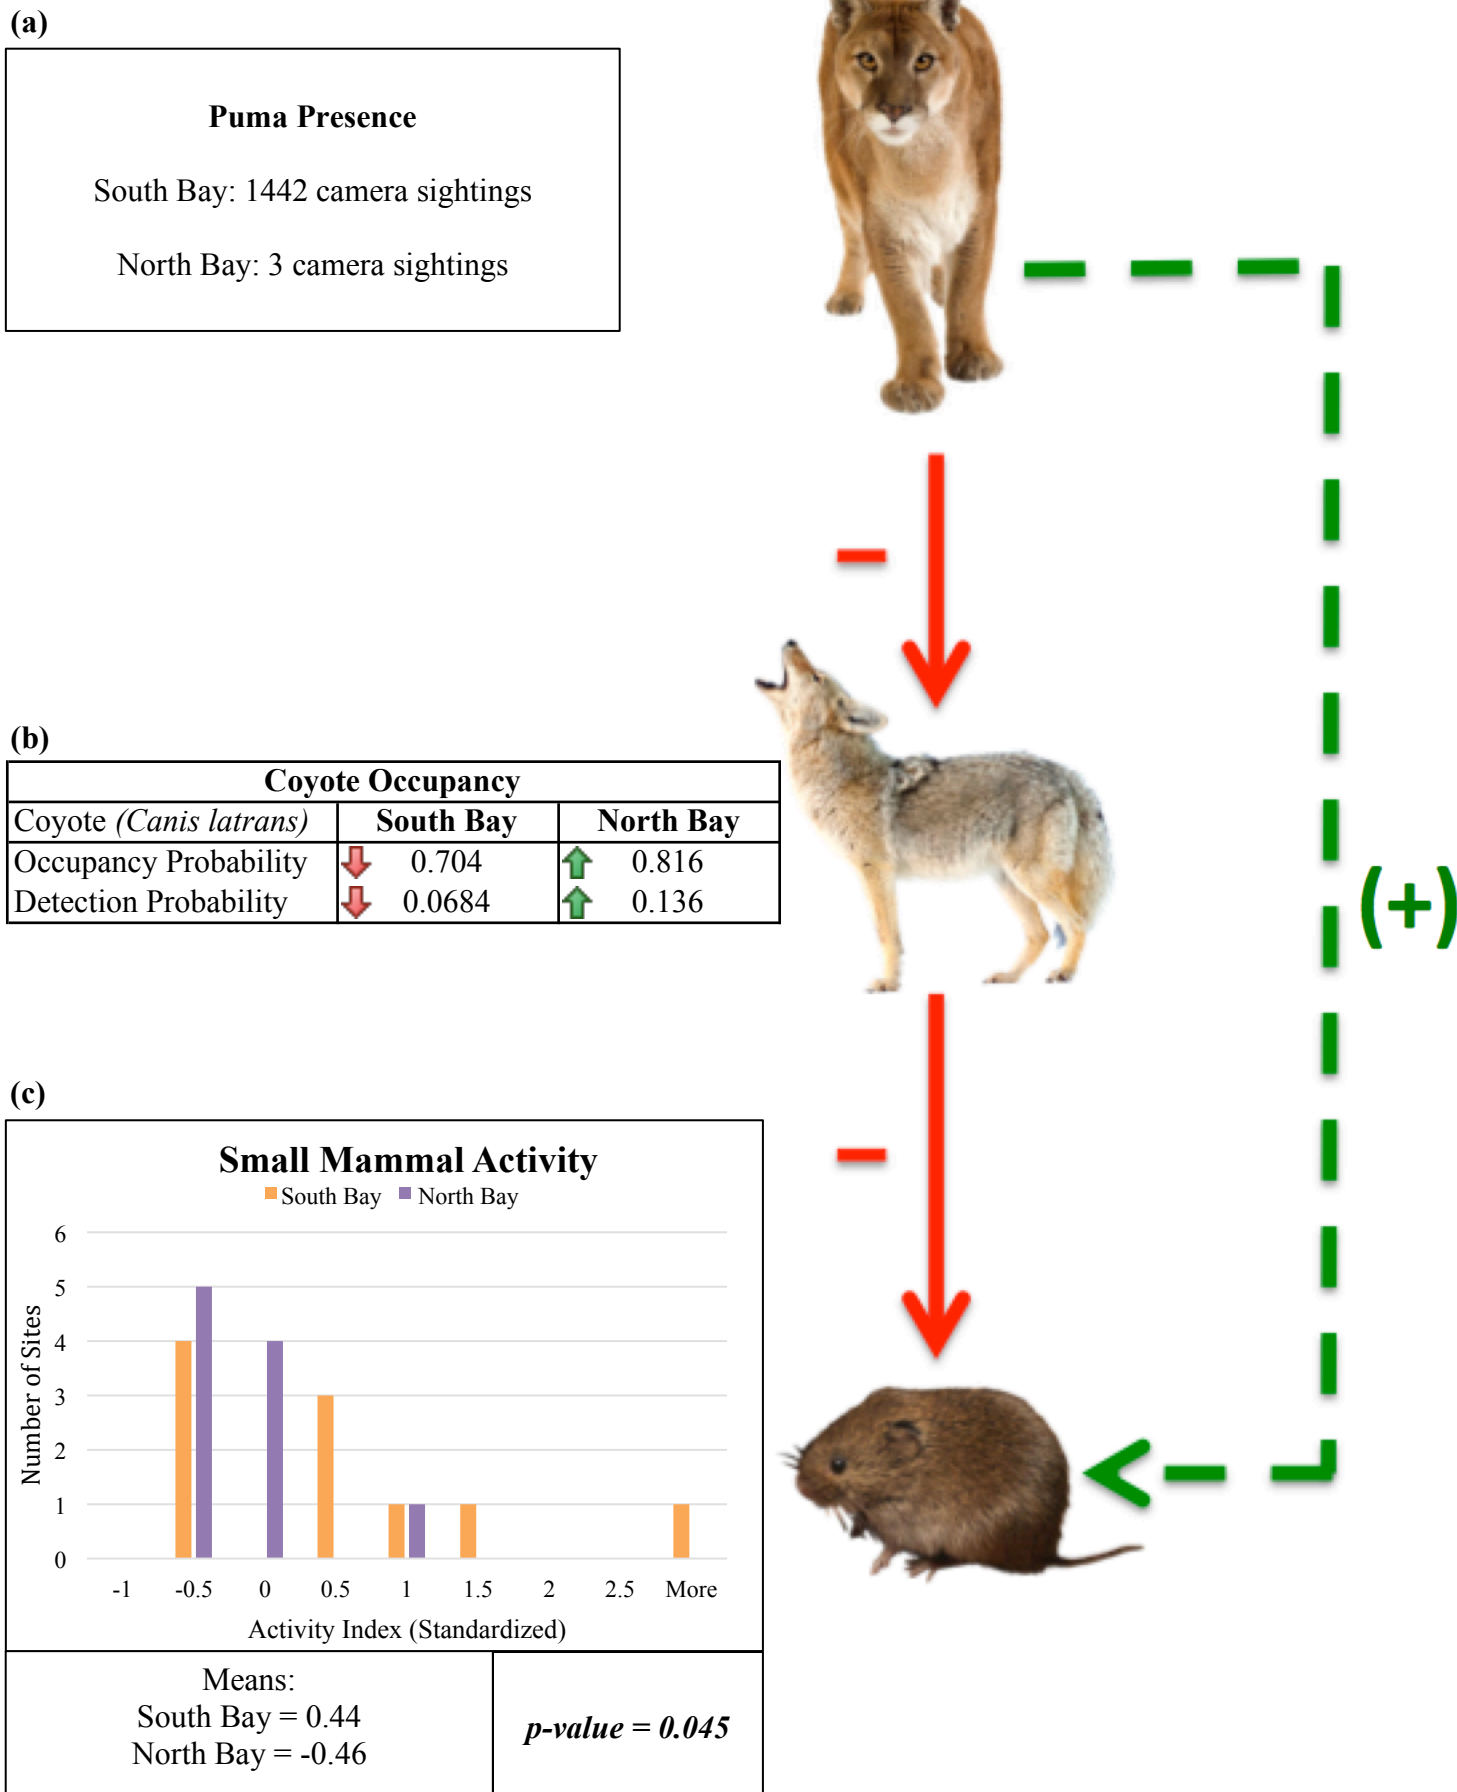 (a)
Puma Presence
South Bay: 1442 camera sightings
North Bay: 3 camera sightings
–
(b)
Coyote Occupancy
Coyote (Canis latrans) South Bay North Bay
Occupancy Probability 0.704 0.816
Detection Probability 0.0684 0.136
(+)
(c)
–
Small Mammal Activity
South Bay North Bay
6
5
4
3
2
1
0
Number of Sites
-1 -0.5 0 0.5 1 1.5 2 2.5 More
Activity Index (Standardized)
Means:
South Bay = 0.44
North Bay = -0.46
p-value = 0.045